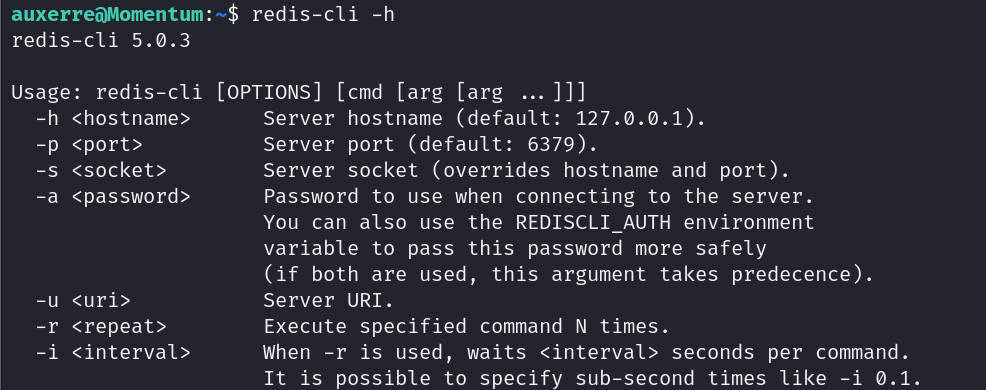 auxerre@Momentum:~$ redis-cli -h
redis-cli 5.0.3

Usage: redis-cli [OPTIONS] [cmd [arg [arg ...]]]
  -h <hostname>      Server hostname (default: 127.0.0.1).
  -p <port>          Server port (default: 6379).
  -s <socket>        Server socket (overrides hostname and port).
  -a <password>      Password to use when connecting to the server.
                     You can also use the REDISCLI_AUTH environment
                     variable to pass this password more safely
                     (if both are used, this argument takes predecence).
  -u <uri>           Server URI.
  -r <repeat>        Execute specified command N times.
  -i <interval>      When -r is used, waits <interval> seconds per command.
                     It is possible to specify sub-second times like -i 0.1.